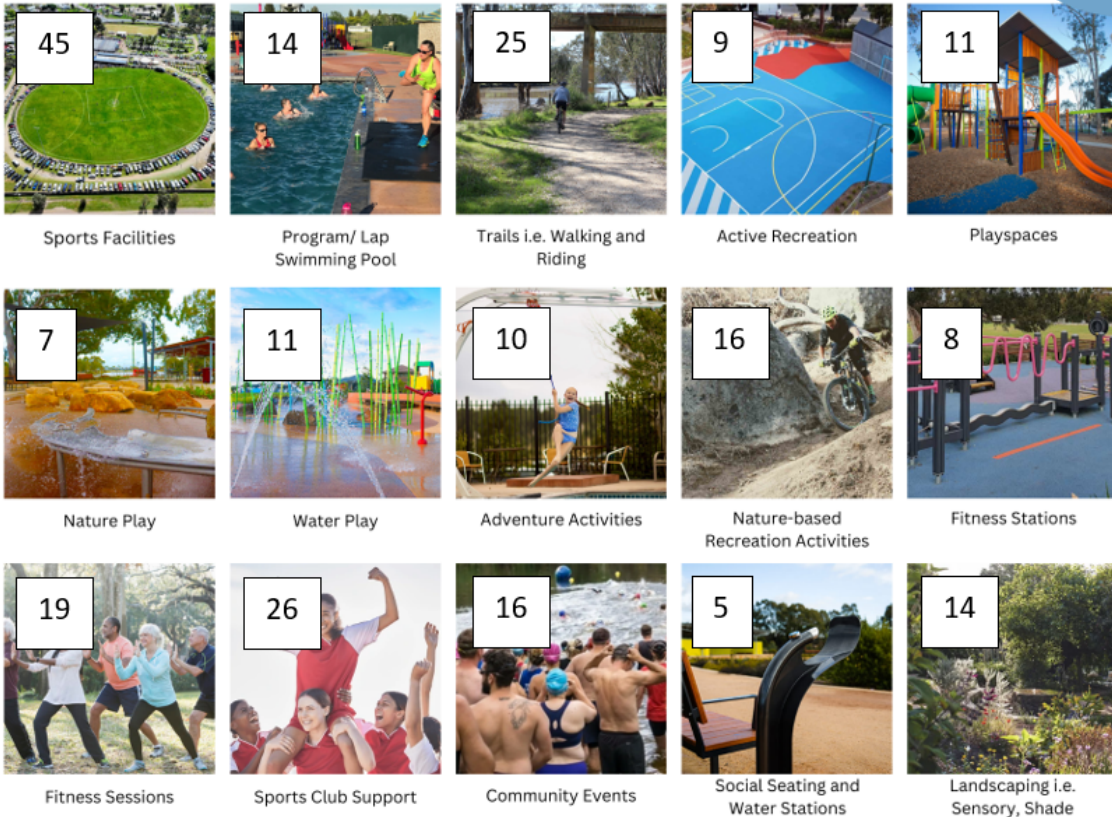 45
14
25
9
11
Sports Facilities
Program/ Lap
Swimming Pool
Trails i.e. Walking and
Riding
Active Recreation
Playspaces
7
11
10
16
8
Nature Play
Water Play
Adventure Activities
Nature-based
Recreation Activities
Fitness Stations
19
26
16
5
14
Fitness Sessions
Sports Club Support
Community Events
Social Seating and
Water Stations
Landscaping i.e.
Sensory, Shade